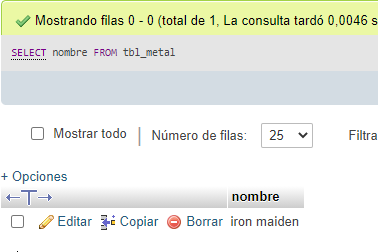 Mostrando filas 0 - 0 (total de 1, La consulta tardó 0,0046 s
SELECT nombre FROM tbl_metal
Mostrar todo | Número de filas: 25 Filtra
+ Opciones
nombre
Editar Copiar Borrar iron maiden